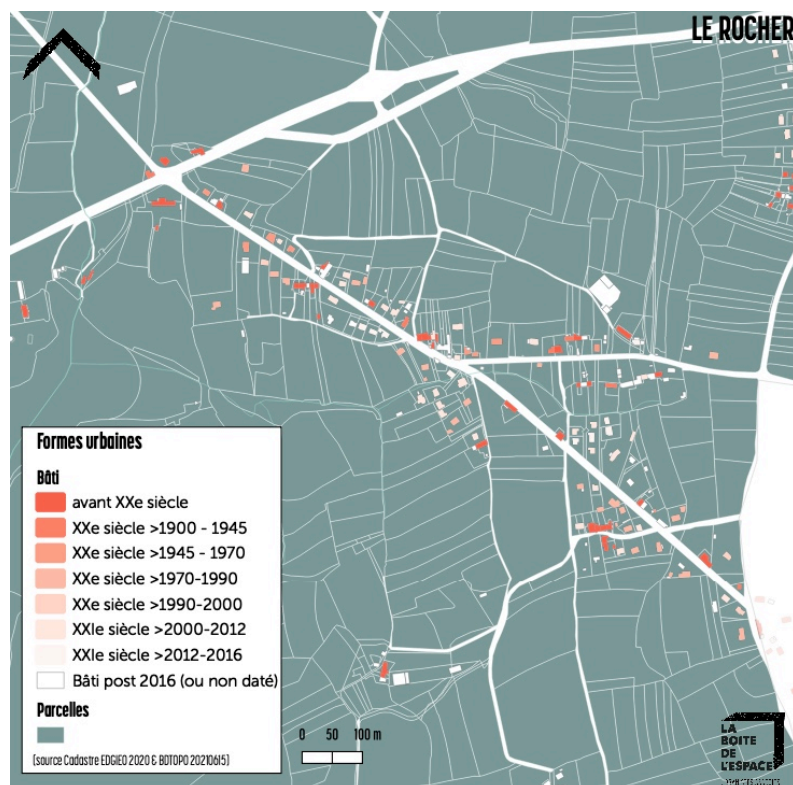 LE ROCHER
Formes urbaines
Bâti
avant XXe siècle
XXe siècle >1900 - 1945
XXe siècle >1945 - 1970
XXe siècle >1970-1990
XXe siècle >1990-2000
XXIe siècle >2000-2012
XXIe siècle >2012-2016
Bâti post 2016 (ou non daté)
Parcelles
(source Cadastre EDGIEO 2020 & BDTOPO 20210615)
0 50 100 m
LA
BOITE
DE
L'ESPACE